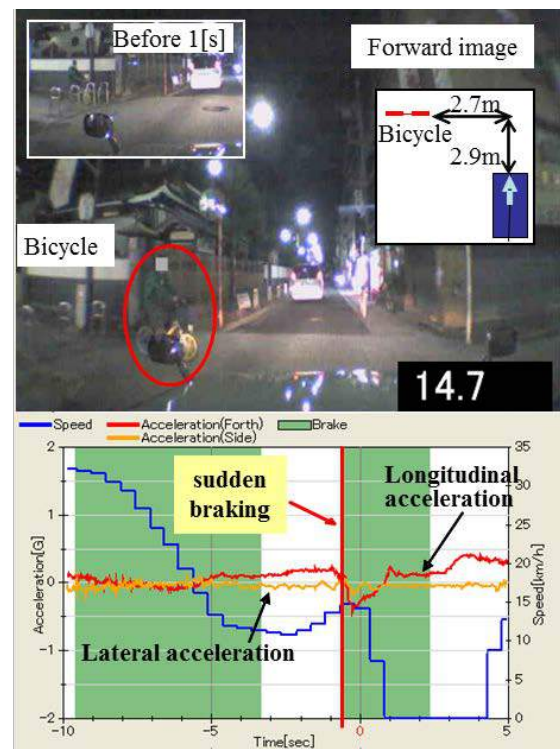 Before 1[s]
Forward image
2.7m
Bicycle
2.9m
Bicycle
14.7
Speed Acceleration(Forth) Brake
Acceleration(Side)
2 35
30
1 25
20
0 15
10
-1 5
-2 0
sudden
braking
Longitudinal
acceleration
Lateral acceleration
Acceleration[G]
Speed[km/h]
-10 -5 0 5
Time[sec]